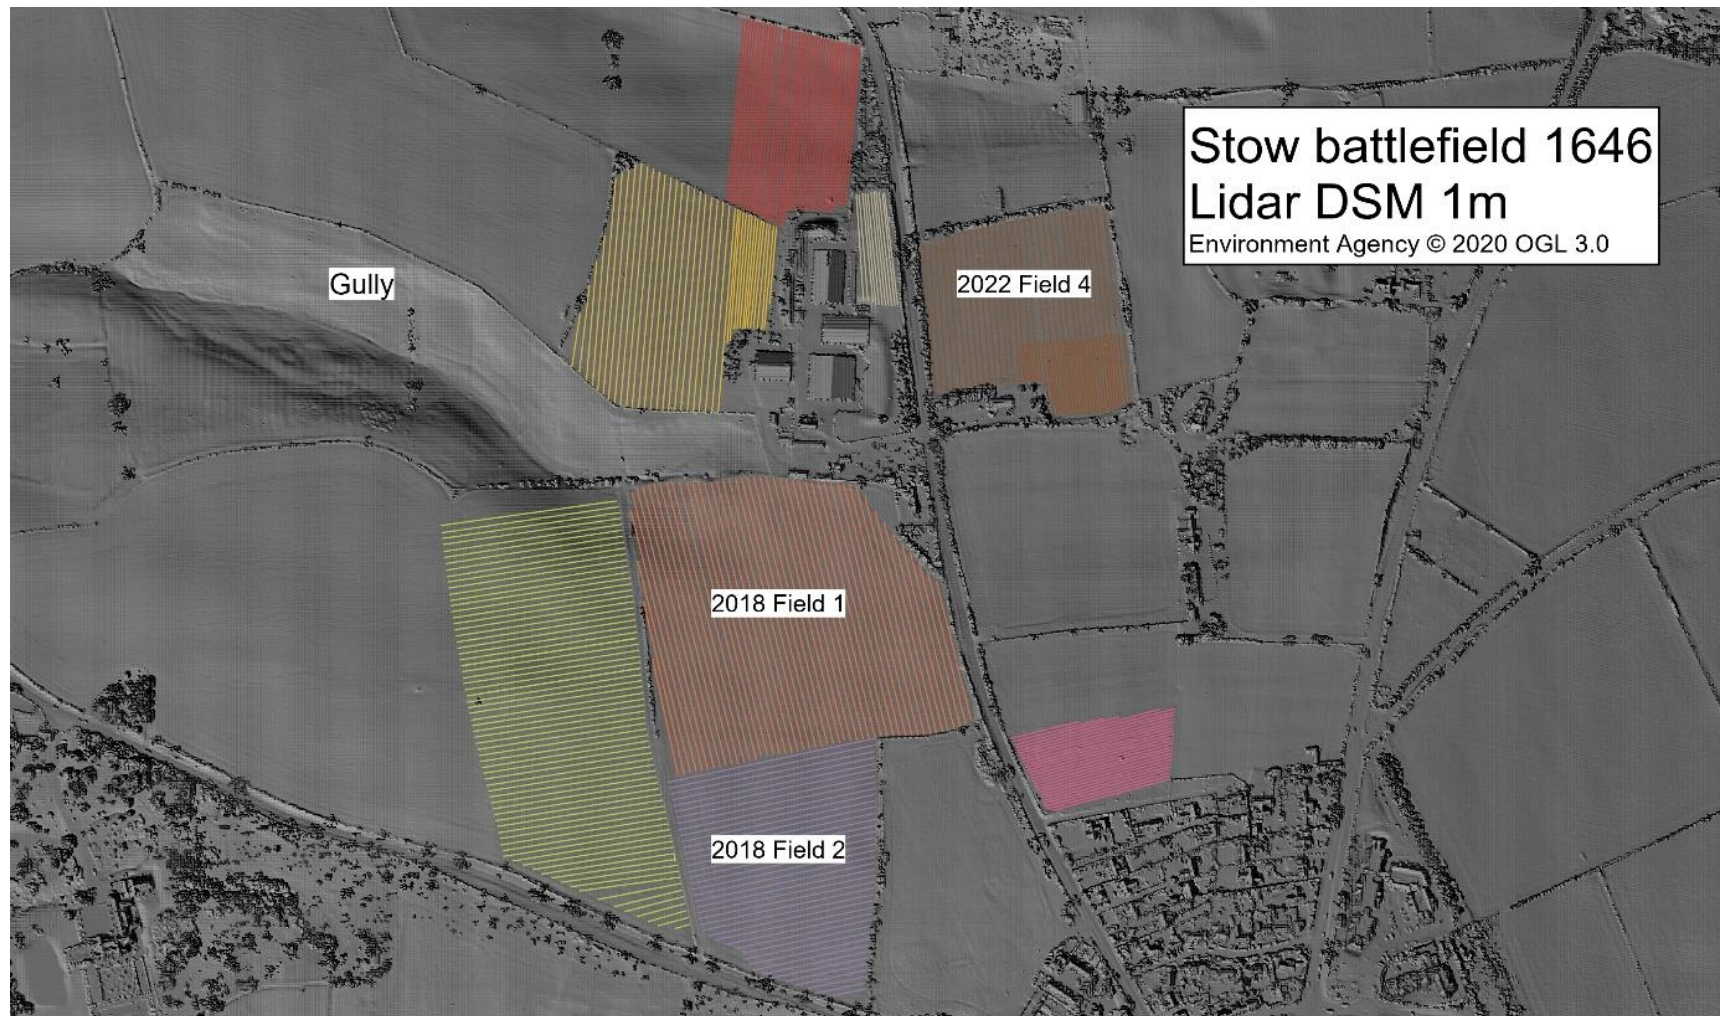 Stow battlefield 1646
Lidar DSM 1m
Environment Agency © 2020 OGL 3.0
Gully
2022 Field 4
2018 Field 1
2018 Field 2